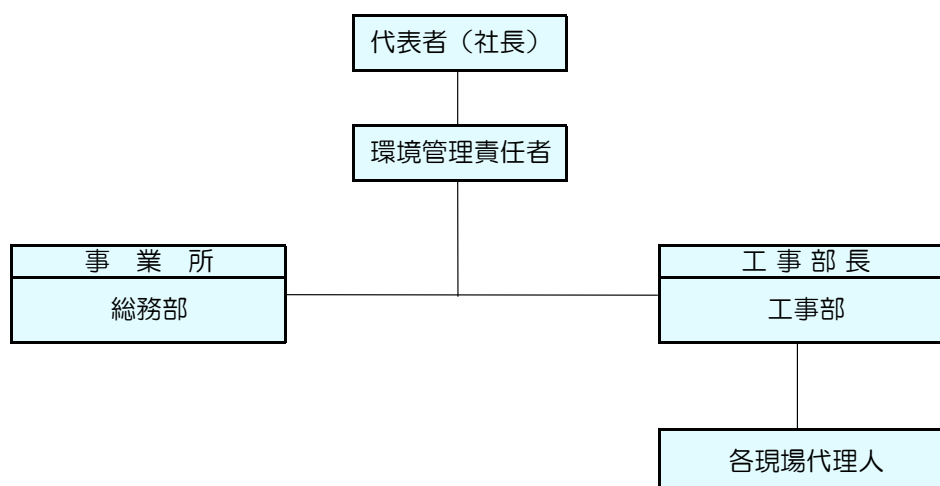 代表者（社長）
環境管理責任者
事　業　所
総務部
工 事 部 長
工事部
各現場代理人